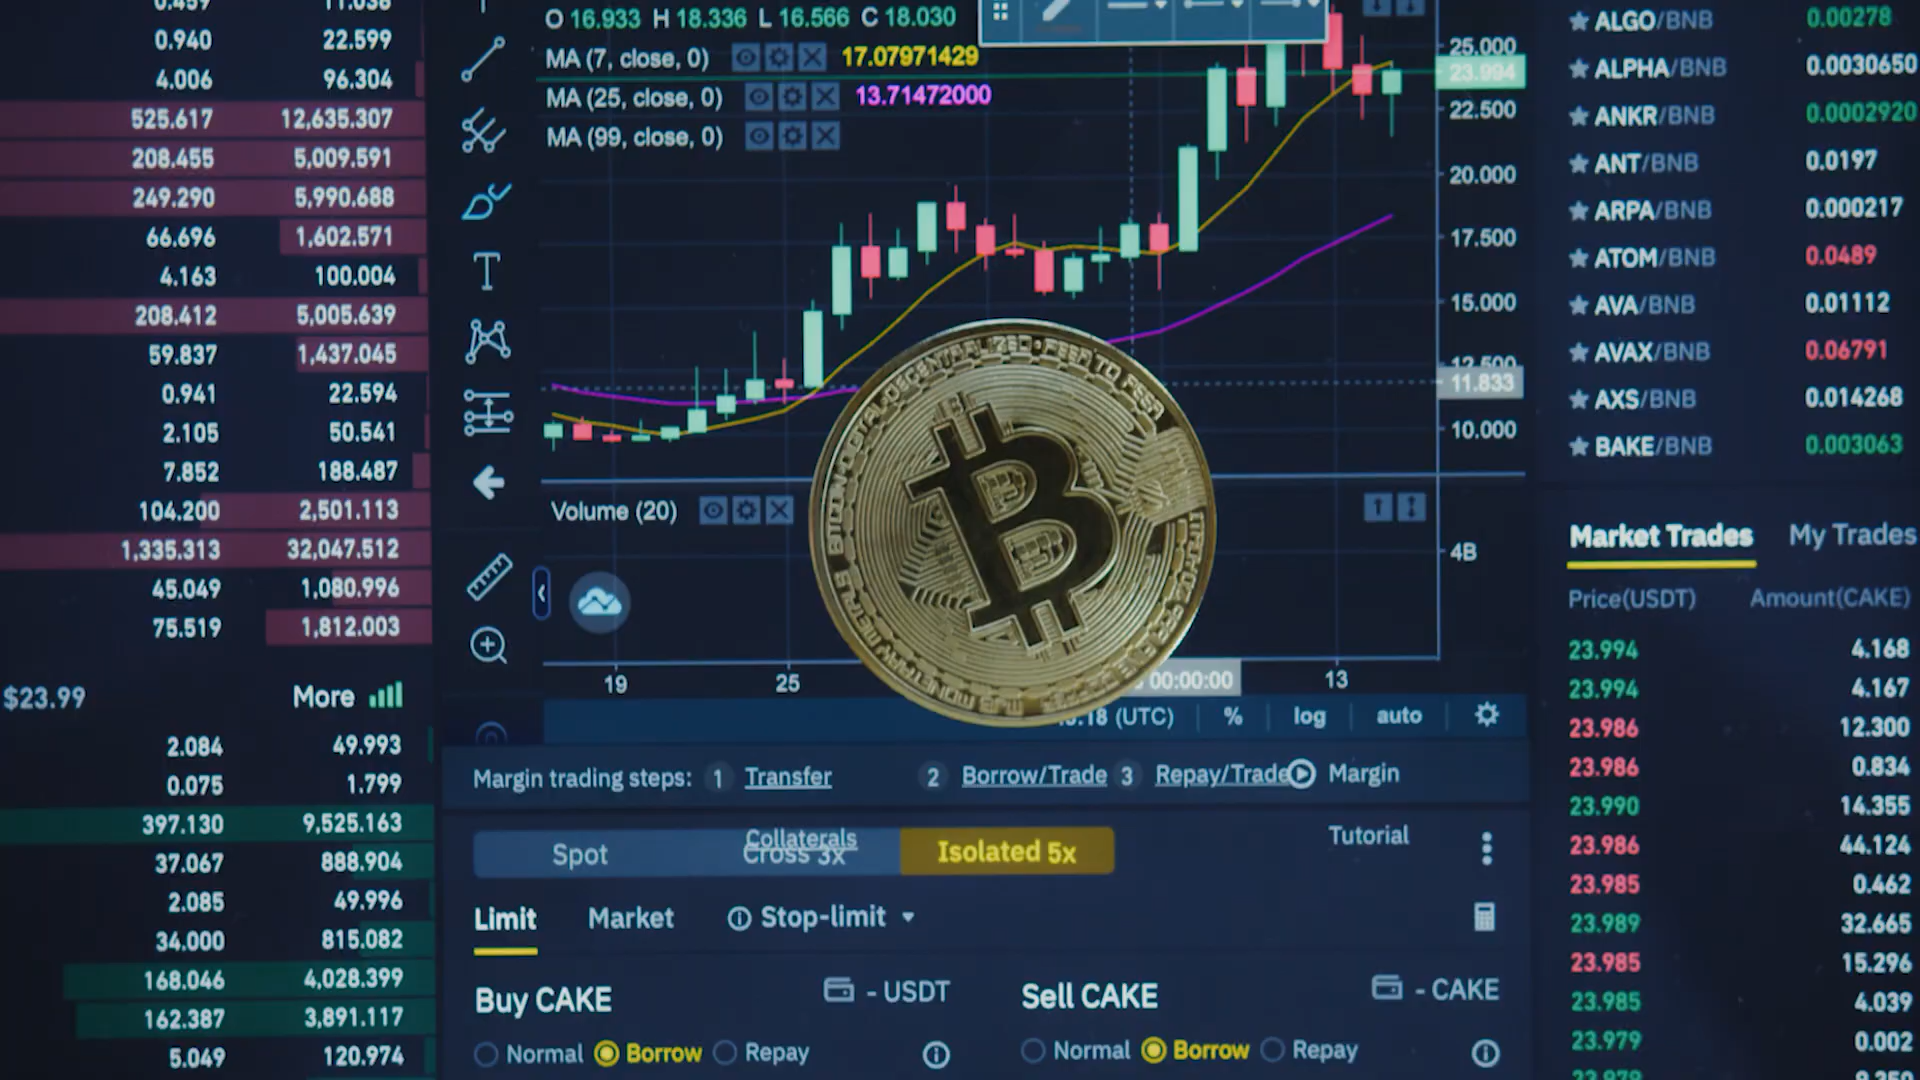 0.459 11.038
0.940 22.599
4.006 96.304
525.617 12,635.307
208.455 5,009.591
249.290 5,990.688
66.696 1,602.571
4.163 100.004
208.412 5,005.639
59.837 1,437.045
0.941 22.594
2.105 50.541
7.852 188.487
104.200 2,501.113
1,335.313 32,047.512
45.049 1,080.996
75.519 1,812.003
$23.99 More
2.084 49.993
0.075 1.799
397.130 9,525.163
37.067 888.904
2.085 49.996
34.000 815.082
168.046 4,028.399
162.387 3,891.117
5.049 120.974
O 16.933 H 18.336 L 16.566 C 18.030
MA (7, close, 0) 17.07971429
MA (25, close, 0) 13.71472000
MA (99, close, 0)
25.000
23.994
22.500
20.000
17.500
15.000
12.500
11.833
10.000
Volume (20)
4B
DECENTRALIZED • PEER TO PEER
BITCOIN
B
19 25 00:00:00 13
(UTC) % log auto
Margin trading steps: 1 Transfer 2 Borrow/Trade 3 Repay/Trade Margin
Collaterals Tutorial
Spot Cross 3x Isolated 5x
Limit Market Stop-limit
Buy CAKE - USDT Sell CAKE - CAKE
Normal Borrow Repay Normal Borrow Repay
ALGO/BNB 0.00278
ALPHA/BNB 0.0030650
ANKR/BNB 0.0002920
ANT/BNB 0.0197
ARPA/BNB 0.000217
ATOM/BNB 0.0489
AVA/BNB 0.01112
AVAX/BNB 0.06791
AXS/BNB 0.014268
BAKE/BNB 0.003063
Market Trades My Trades
Price(USDT) Amount(CAKE)
23.994 4.168
23.994 4.167
23.986 12.300
23.986 0.834
23.990 14.355
23.986 44.124
23.985 0.462
23.989 32.665
23.985 15.296
23.985 4.039
23.979 0.002
23.979